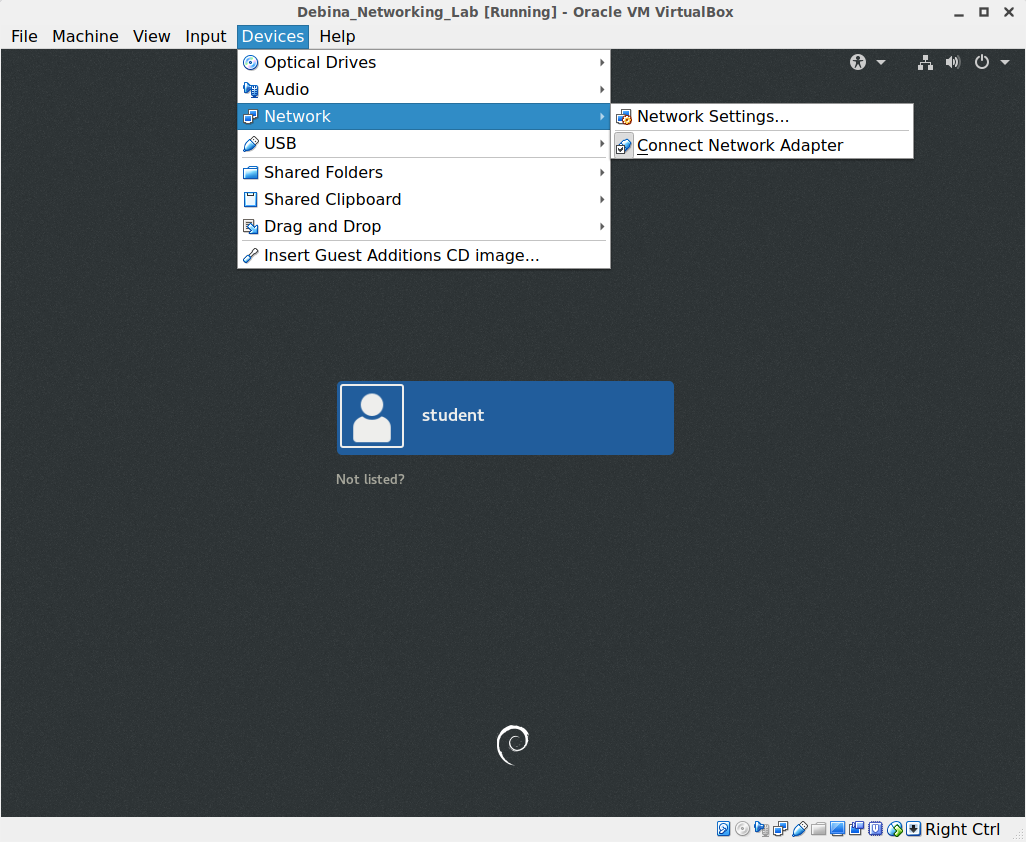 Debina_Networking_Lab [Running] - Oracle VM VirtualBox
File Machine View Input Devices Help
Optical Drives
Audio
Network
USB
Shared Folders
Shared Clipboard
Drag and Drop
Insert Guest Additions CD image...
Network Settings...
Connect Network Adapter
student
Not listed?
Right Ctrl